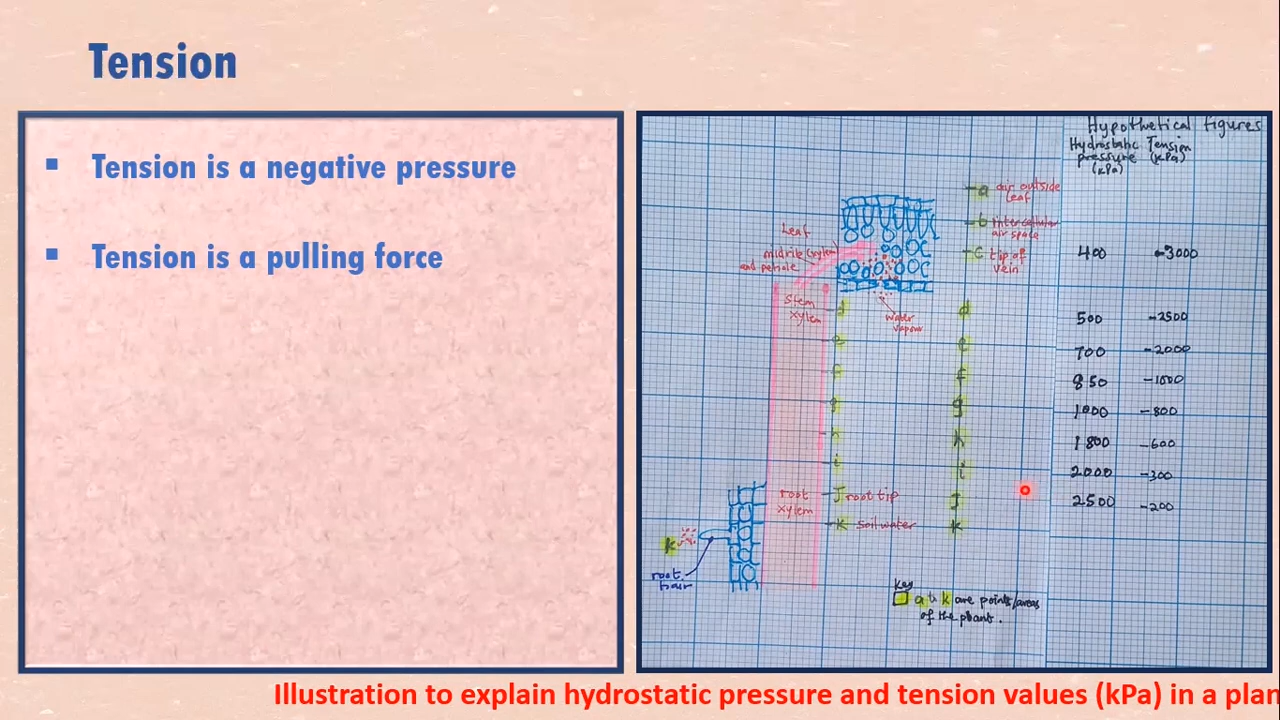 Tension
▪ Tension is a negative pressure
▪ Tension is a pulling force
Hypothetical figures
Hydrostatic Tension
pressure (kPa)
(kPa)
a air outside
leaf
b intercellular
air space
c tip of
vein
400 -3000
Leaf
midrib (xylem)
and petiole
Stem
xylem
water
vapour
d d 500 -2500
e e 700 -2000
f f 850 -1000
g g 1000 -800
h h 1800 -600
i i 2000 -300
root
xylem
J root tip J 2500 -200
K soil water K
k
root
hair
Key
a to k are points/areas
of the plant.
Illustration to explain hydrostatic pressure and tension values (kPa) in a plan